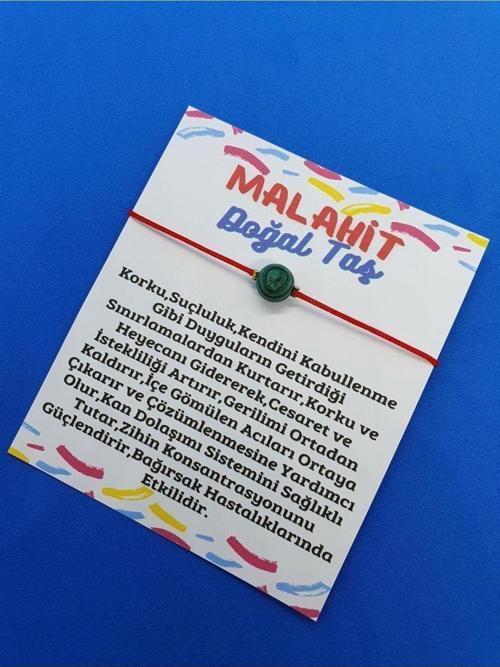 MALAHİT
Doğal Taş
Korku,Suçluluk,Kendini Kabullenme
Gibi Duyguların Getirdiği
Sınırlamalardan Kurtarır,Korku ve
Heyecanı Gidererek,Cesaret ve
İstekliliği Artırır,Gerilimi Ortadan
Kaldırır,İçe Gömülen Acıları Ortaya
Çıkarır ve Çözümlenmesine Yardımcı
Olur,Kan Dolaşımı Sistemini Sağlıklı
Tutar,Zihin Konsantrasyonunu
Güçlendirir,Bağırsak Hastalıklarında
Etkilidir.